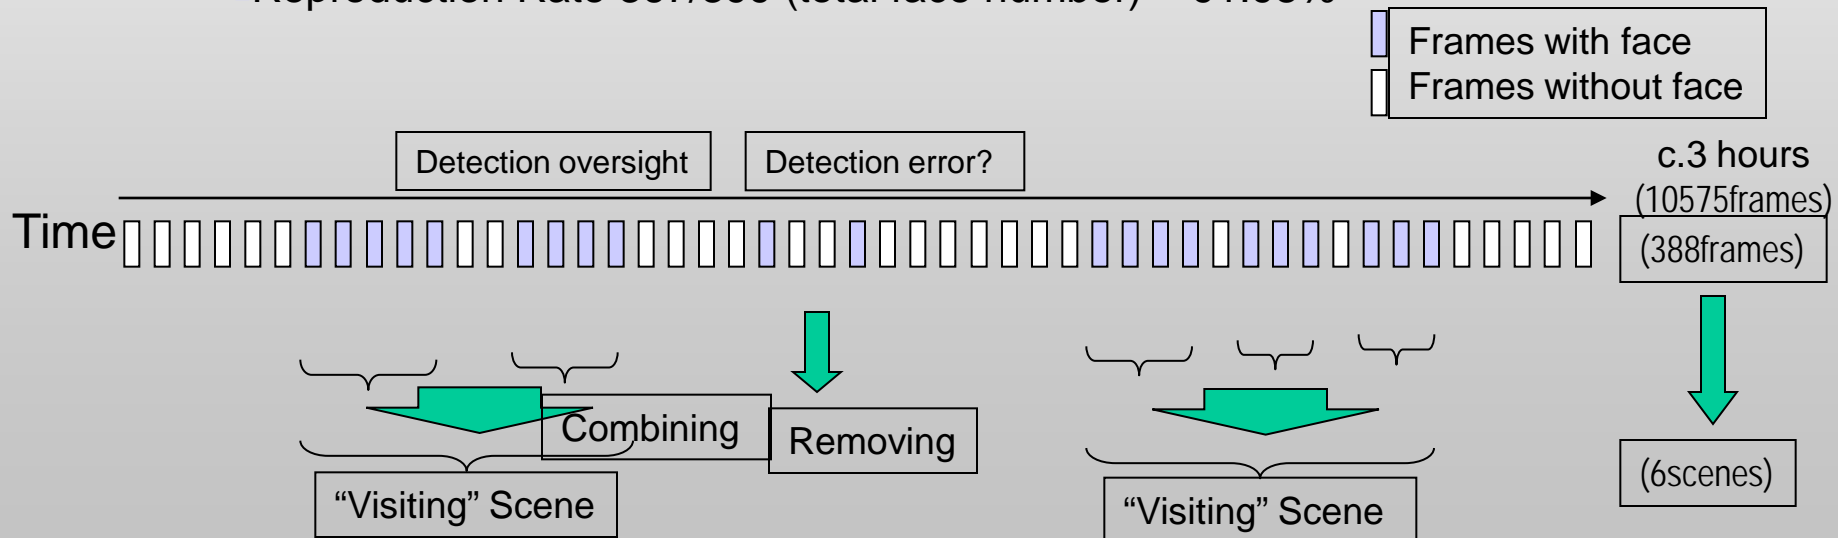 Frames with face
Frames without face
Detection oversight
Detection error?
c.3 hours
(10575frames)
Time
(388frames)
Combining
Removing
(6scenes)
“Visiting” Scene
“Visiting” Scene